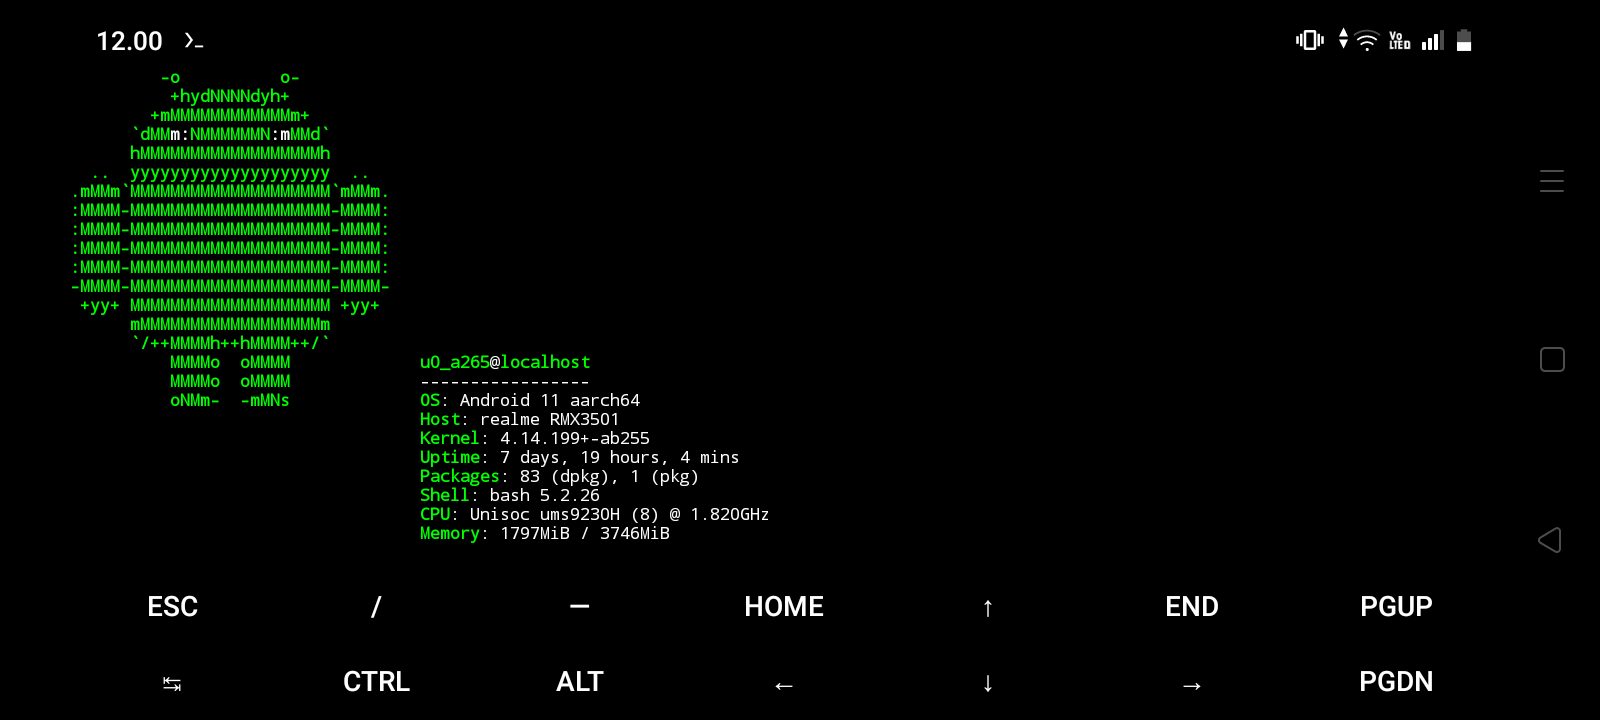 12.00
-o          o-
+hydNNNNdyh+
+mMMMMMMMMMMMMm+
`dMMm:NMMMMMMN:mMMd`
hMMMMMMMMMMMMMMMMMMh
..  yyyyyyyyyyyyyyyyyyyy  ..
.mMMm`MMMMMMMMMMMMMMMMMMMM`mMMm.
:MMMM-MMMMMMMMMMMMMMMMMMMM-MMMM:
:MMMM-MMMMMMMMMMMMMMMMMMMM-MMMM:
:MMMM-MMMMMMMMMMMMMMMMMMMM-MMMM:
:MMMM-MMMMMMMMMMMMMMMMMMMM-MMMM:
-MMMM-MMMMMMMMMMMMMMMMMMMM-MMMM-
+yy+ MMMMMMMMMMMMMMMMMMMM +yy+
mMMMMMMMMMMMMMMMMMMm
`/++MMMMh++hMMMM++/`
MMMMo  oMMMM
MMMMo  oMMMM
oNMm-  -mMNs
u0_a265@localhost
-----------------
OS: Android 11 aarch64
Host: realme RMX3501
Kernel: 4.14.199+-ab255
Uptime: 7 days, 19 hours, 4 mins
Packages: 83 (dpkg), 1 (pkg)
Shell: bash 5.2.26
CPU: Unisoc ums9230H (8) @ 1.820GHz
Memory: 1797MiB / 3746MiB
ESC / — HOME ↑ END PGUP
↹ CTRL ALT ← ↓ → PGDN